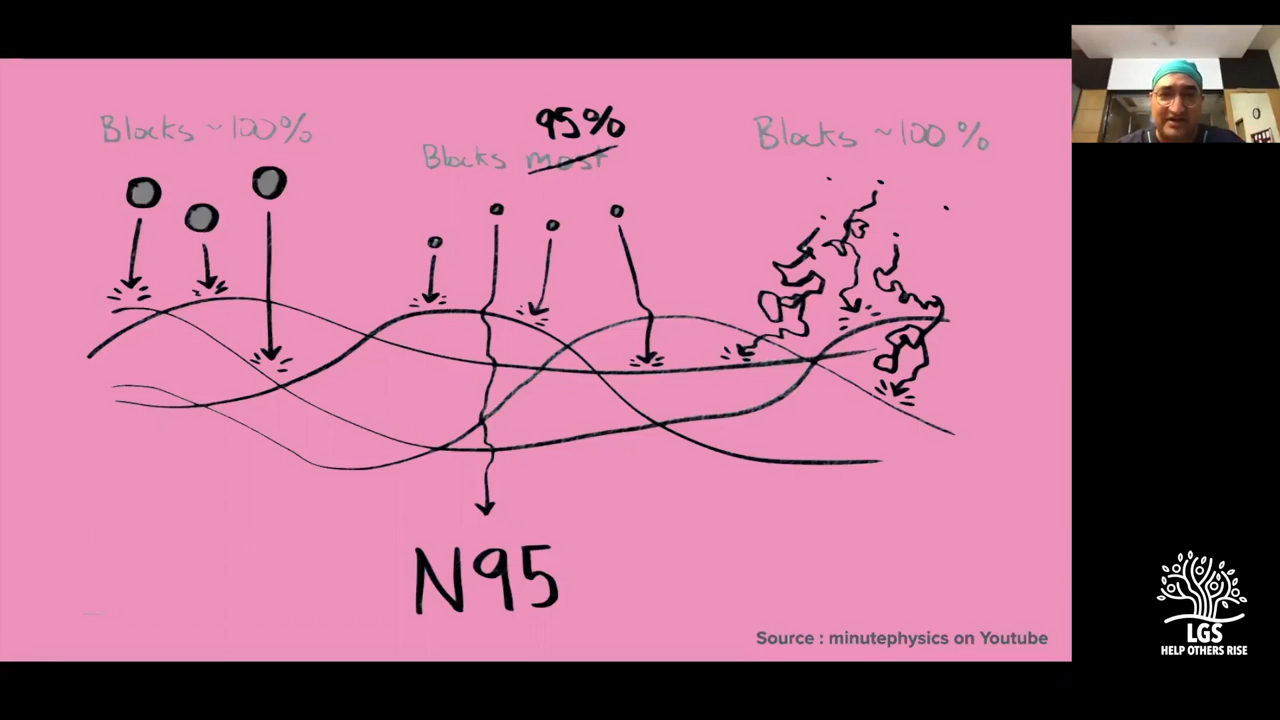 Blocks ~100%
95%
Blocks most
Blocks ~100%
N95
Source : minutephysics on Youtube
LGS
HELP OTHERS RISE